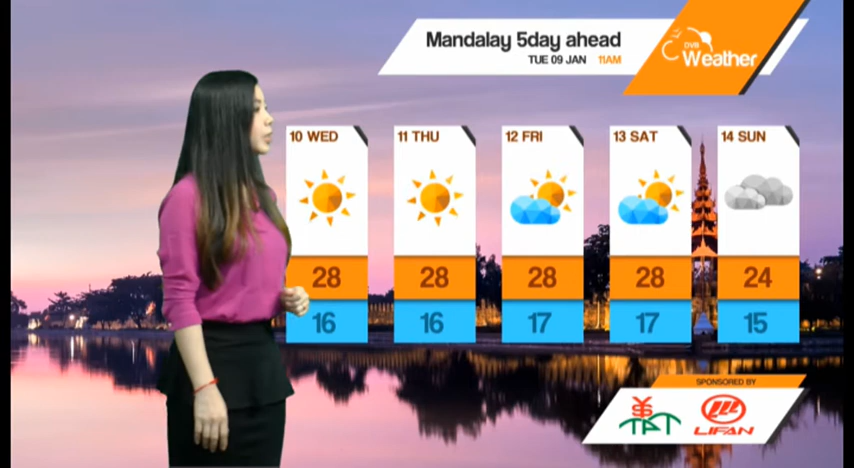 Mandalay 5day ahead
TUE 09 JAN 11AM
DVB
Weather
10 WED
11 THU
12 FRI
13 SAT
14 SUN
28
28
28
28
24
16
16
17
17
15
SPONSORED BY
TPT
LIFAN